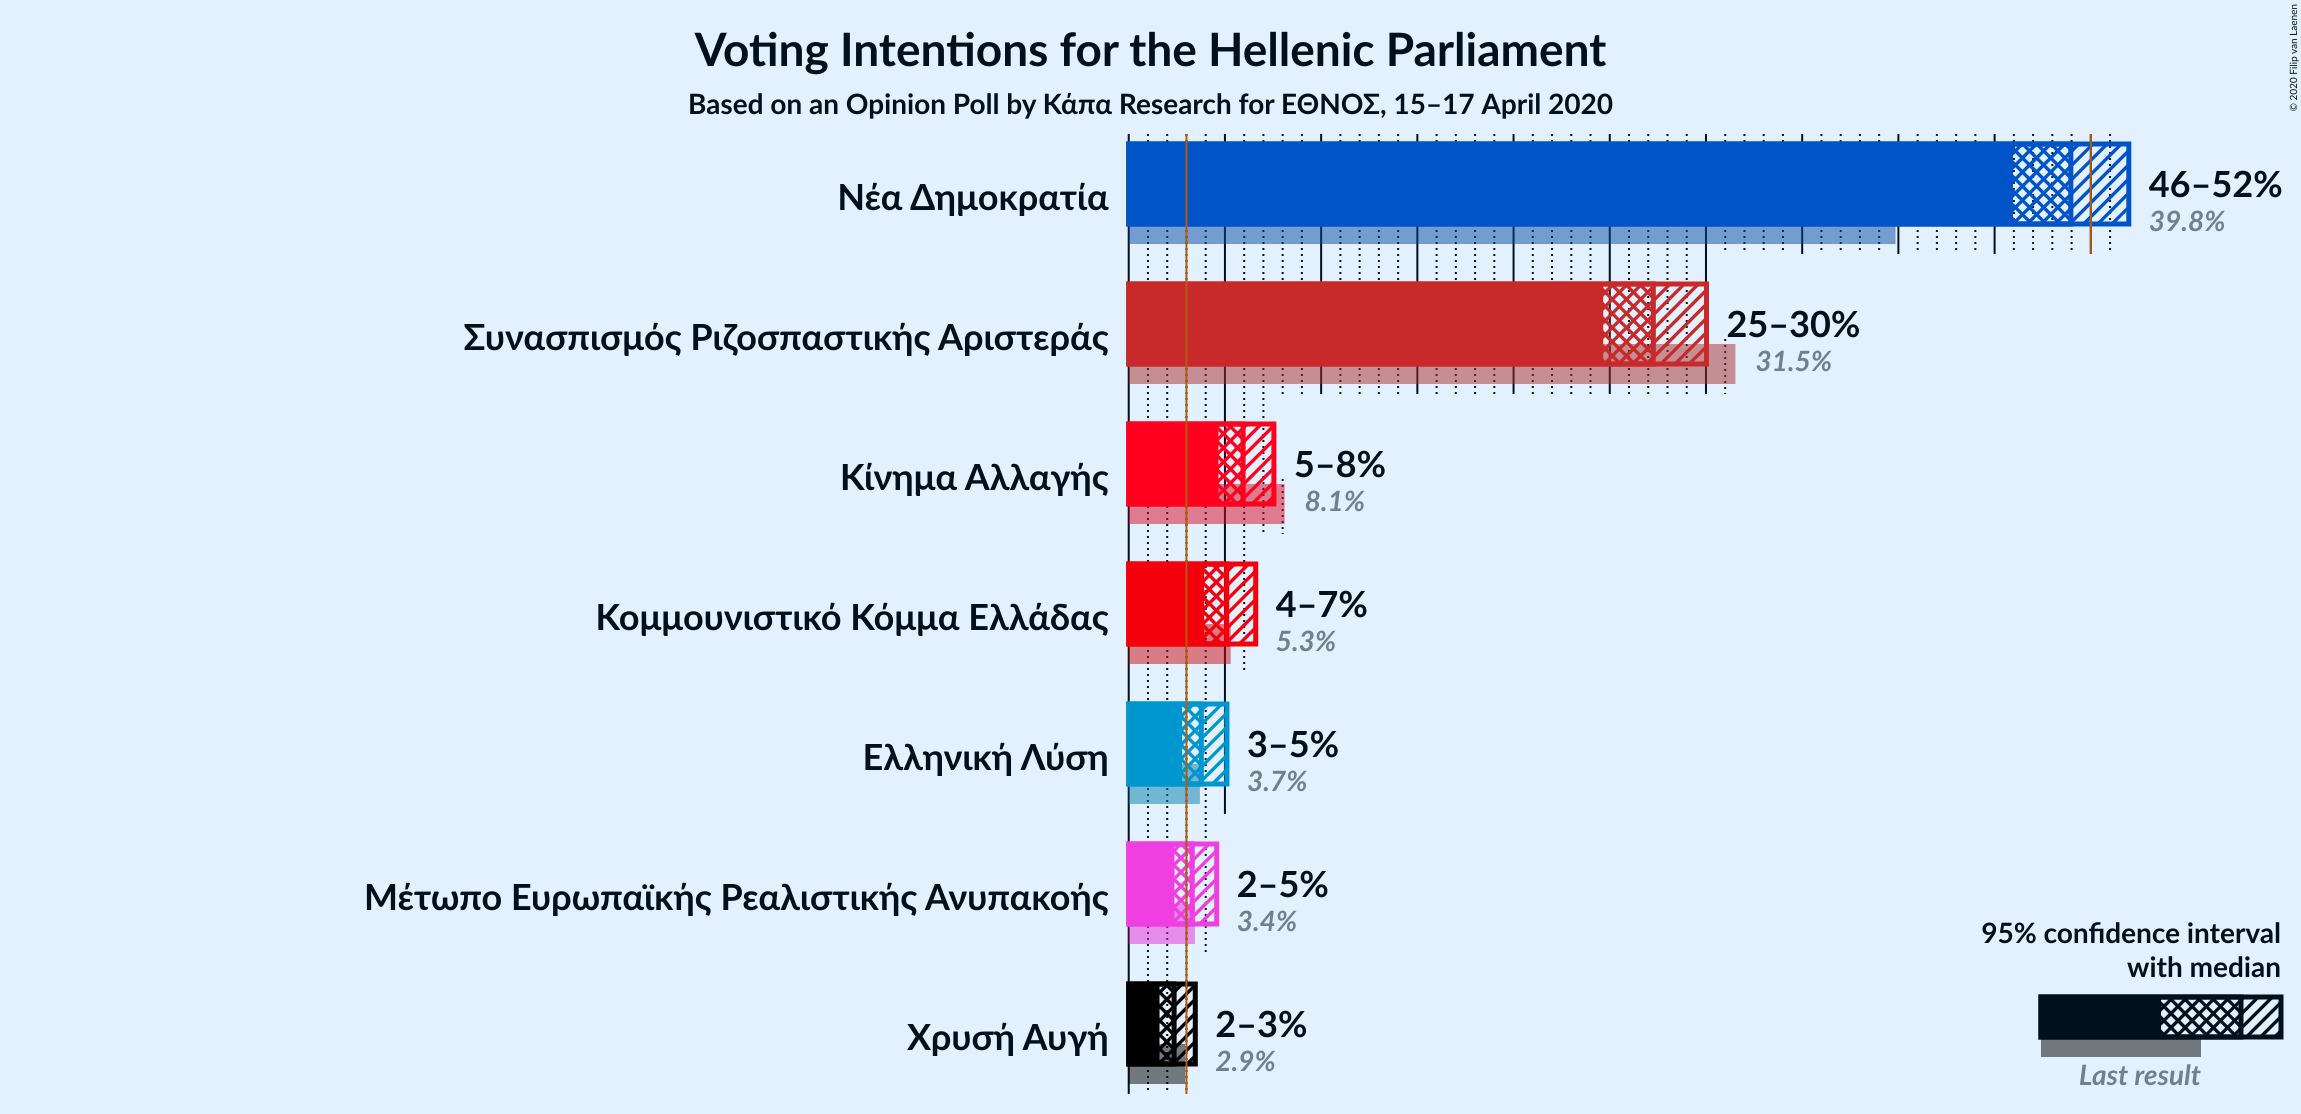 © 2020 Filip van Laenen
Voting Intentions for the Hellenic Parliament
Based on an Opinion Poll by Κάπα Research for ΕΘΝΟΣ, 15–17 April 2020
Νέα Δημοκρατία
46–52%
39.8%
Συνασπισμός Ριζοσπαστικής Αριστεράς
25–30%
31.5%
Κίνημα Αλλαγής
5–8%
8.1%
Κομμουνιστικό Κόμμα Ελλάδας
4–7%
5.3%
Ελληνική Λύση
3–5%
3.7%
Μέτωπο Ευρωπαϊκής Ρεαλιστικής Ανυπακοής
2–5%
3.4%
Χρυσή Αυγή
2–3%
2.9%
95% confidence interval
with median
Last result